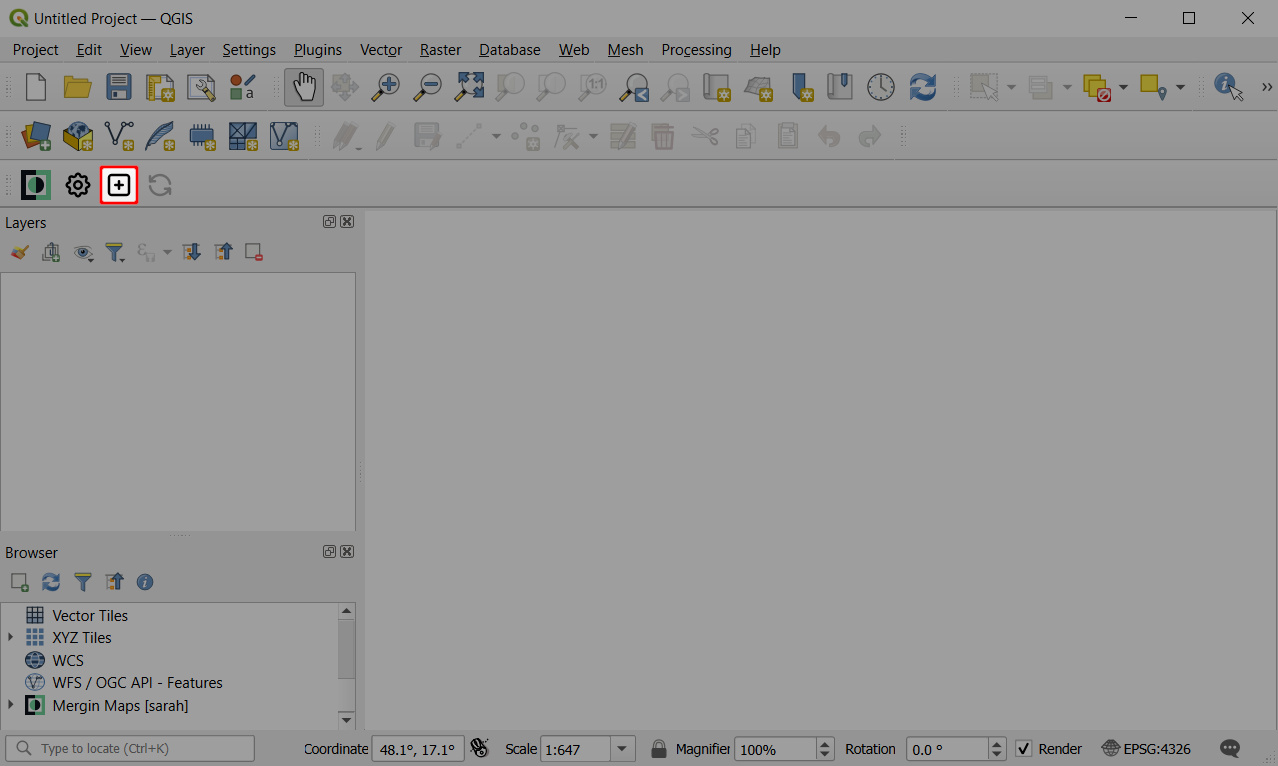 Untitled Project — QGIS
Project Edit View Layer Settings Plugins Vector Raster Database Web Mesh Processing Help
1:1
a
»
Layers
Browser
Vector Tiles
XYZ Tiles
WCS
WFS / OGC API - Features
Mergin Maps [sarah]
Type to locate (Ctrl+K) Coordinate 48.1°, 17.1° Scale 1:647 Magnifier 100% Rotation 0.0 ° Render EPSG:4326